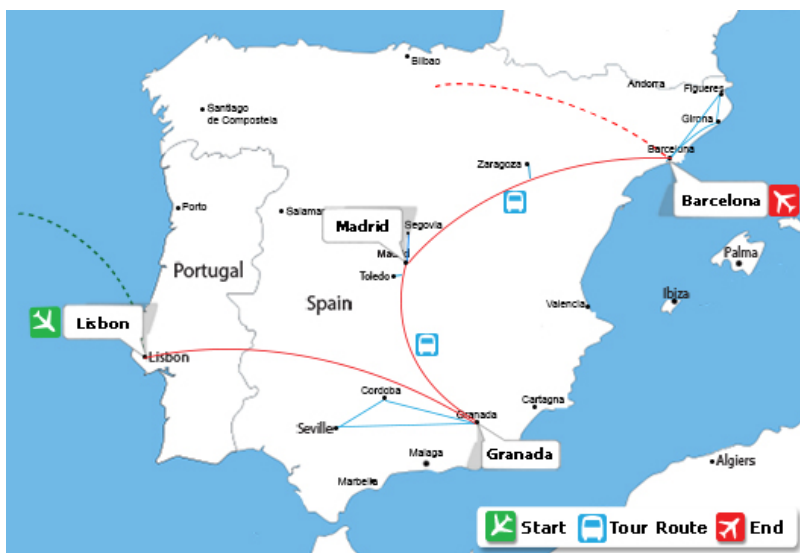 Bilbao
Andorra
Figueres
Santiago
de Compostela
Girona
Barcelona
Zaragoza
Barcelona
Porto
Salamar
Madrid
Segovia
Portugal
Toledo
Palma
Spain
Ibiza
Valencia
Lisbon
Lisbon
Cordoba
Cartagna
Granada
Seville
Granada
Malaga
Algiers
Marbella
Start
Tour Route
End